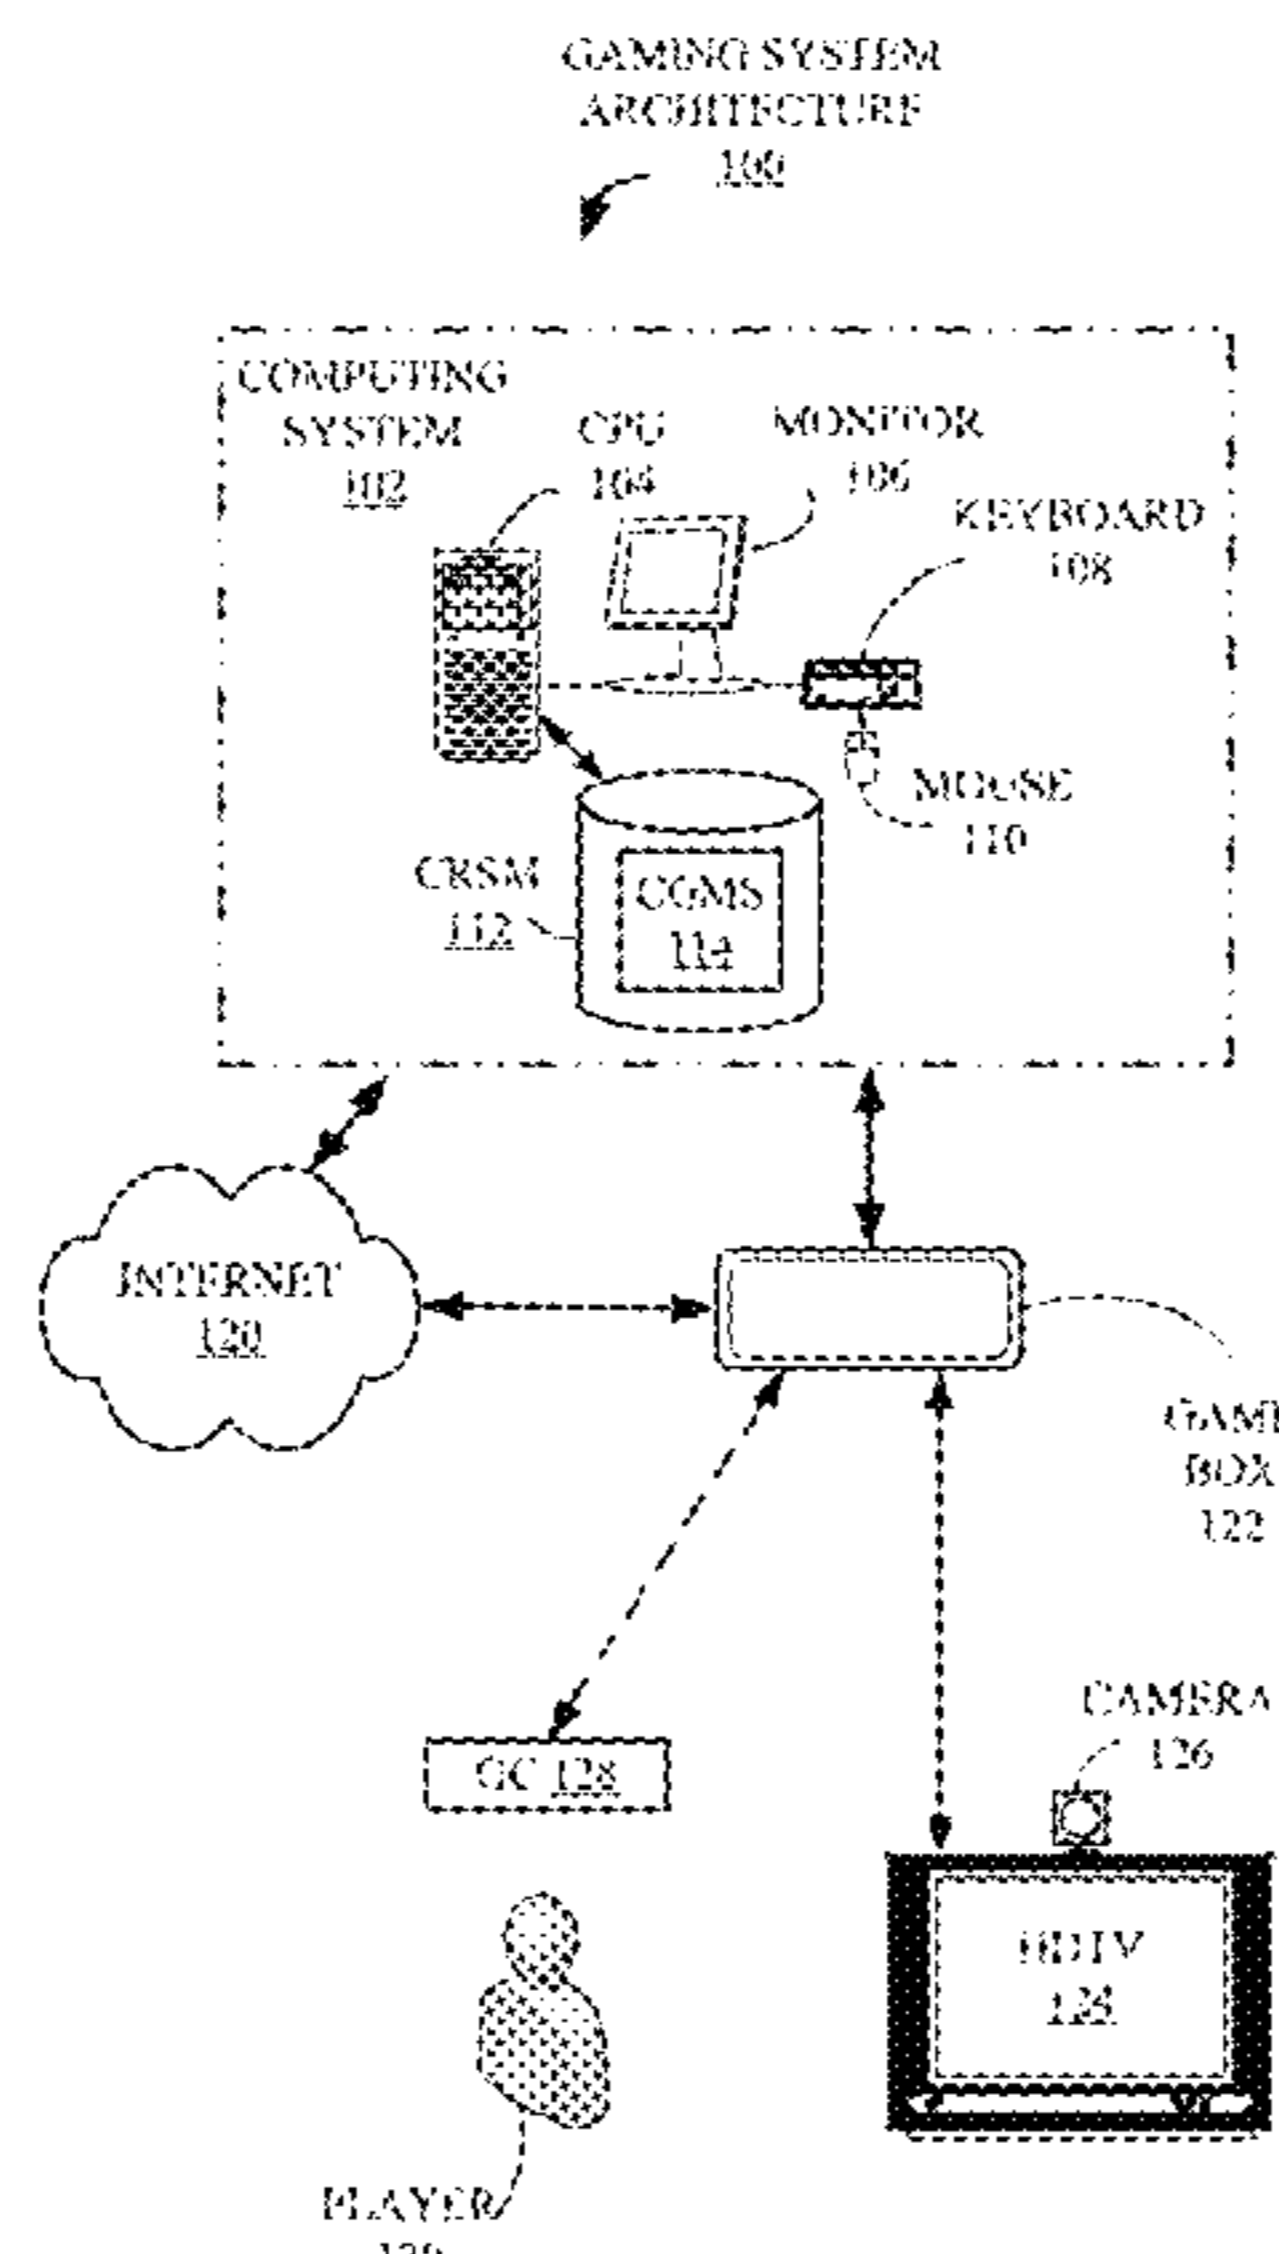 GAMING SYSTEM
ARCHITECTURE
100
COMPUTING
SYSTEM
102
CPU
104
MONITOR
106
KEYBOARD
108
MOUSE
110
CRSM
112
CGMS
114
INTERNET
120
GAME
BOX
122
CAMERA
126
GC 128
HDTV
PLAYER